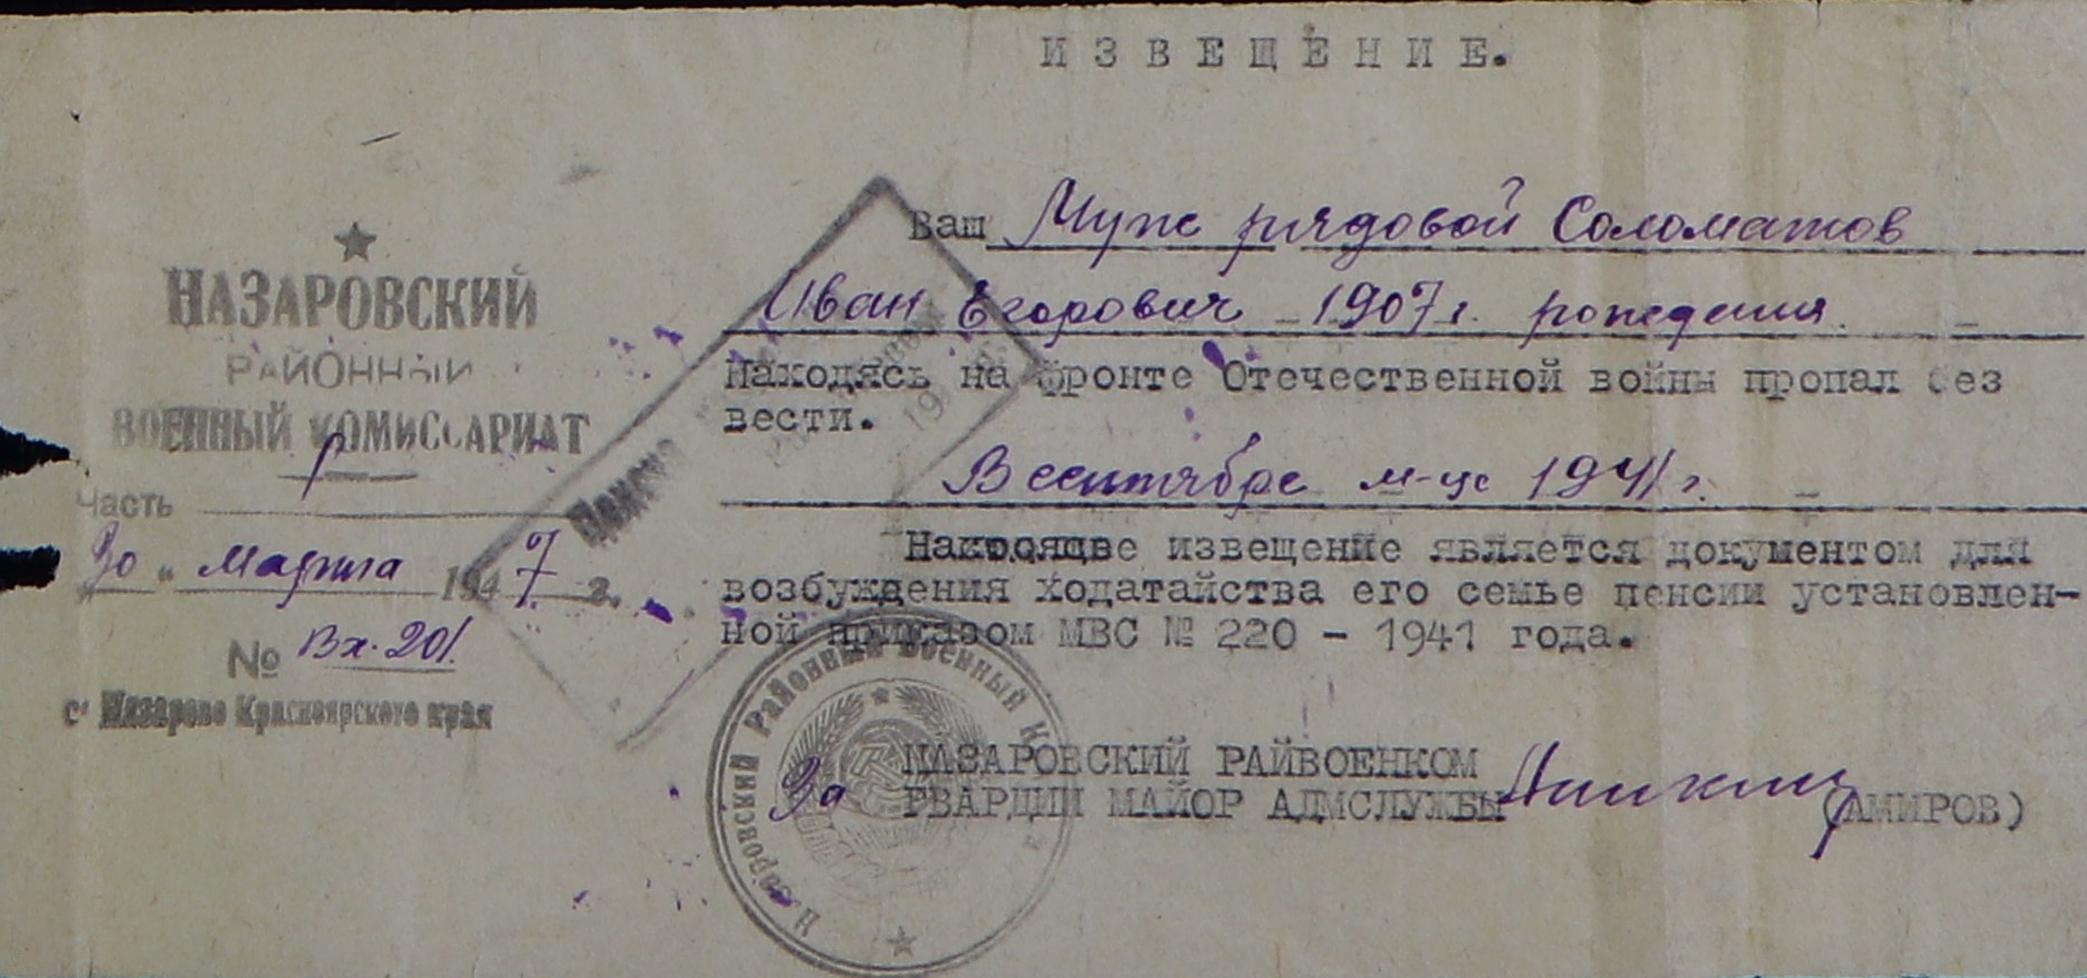 ИЗВЕЩЕНИЕ.
НАЗАРОВСКИЙ
РАЙОННЫЙ
ВОЕННЫЙ КОМИССАРИАТ
Часть
30 " марта 1947 г.
№ Вх. 201.
с. Назарово Красноярского края
Ваш Муж рядовой Соломатов
Иван Егорович 1907 г. рождения
Находясь на фронте Отечественной войны пропал без
вести.
В сентябре м-це 1941 г.
Настоящее извещение является документом для
возбуждения ходатайства его семье пенсии установлен-
ной приказом МВС № 220 - 1941 года.
За НАЗАРОВСКИЙ РАЙВОЕНКОМ
ГВАРДИИ МАЙОР АДМСЛУЖБЫ (АМИРОВ)
Назаровский Районный Военный